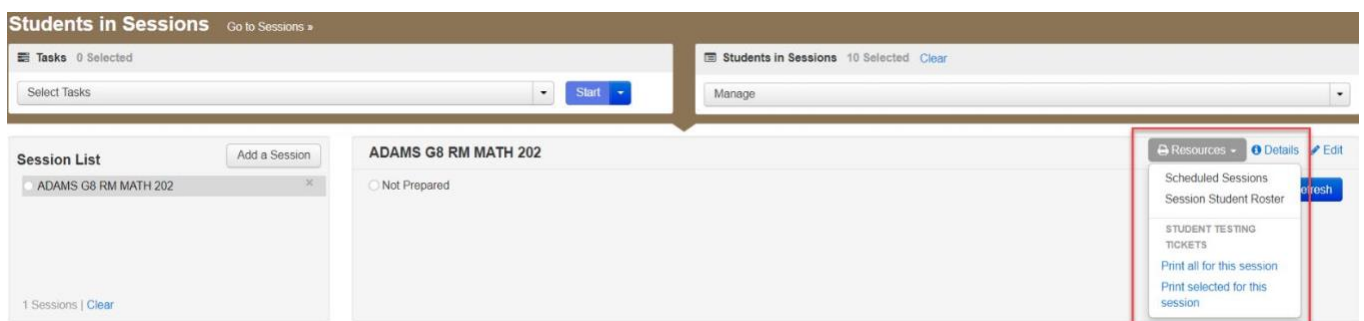 Students in Sessions Go to Sessions »
Tasks 0 Selected
Select Tasks
Start
Students in Sessions 10 Selected Clear
Manage
Session List
Add a Session
ADAMS G8 RM MATH 202 ×
1 Sessions | Clear
ADAMS G8 RM MATH 202
Not Prepared
Resources
Details
Edit
Scheduled Sessions
Session Student Roster
STUDENT TESTING
TICKETS
Print all for this session
Print selected for this
session